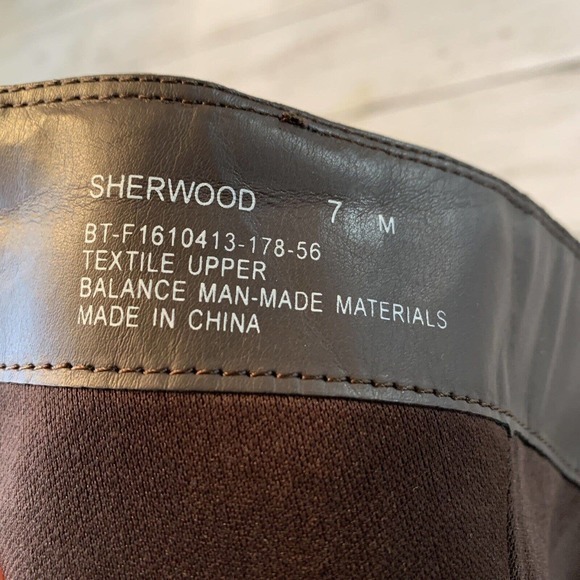 SHERWOOD 7 M
BT-F1610413-178-56
TEXTILE UPPER
BALANCE MAN-MADE MATERIALS
MADE IN CHINA